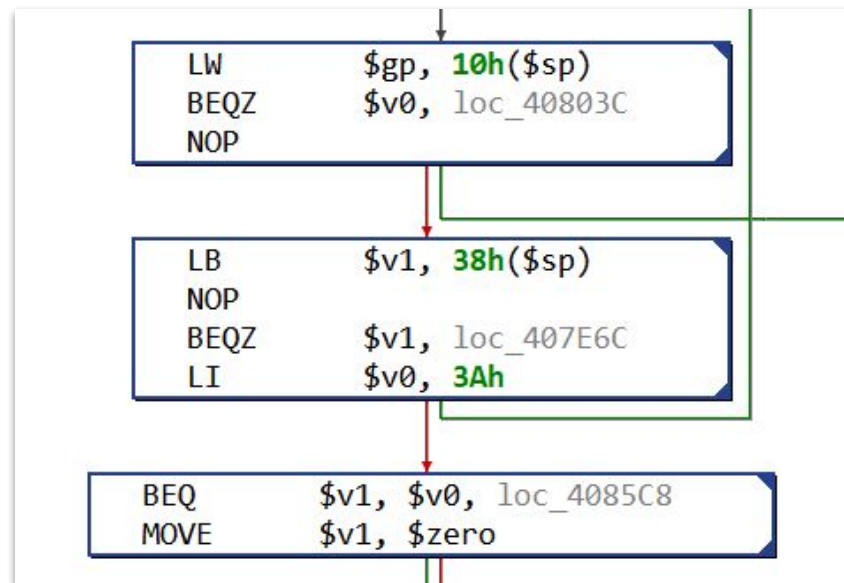 LW $gp, 10h($sp)
BEQZ $v0, loc_40803C
NOP
LB $v1, 38h($sp)
NOP
BEQZ $v1, loc_407E6C
LI $v0, 3Ah
BEQ $v1, $v0, loc_4085C8
MOVE $v1, $zero